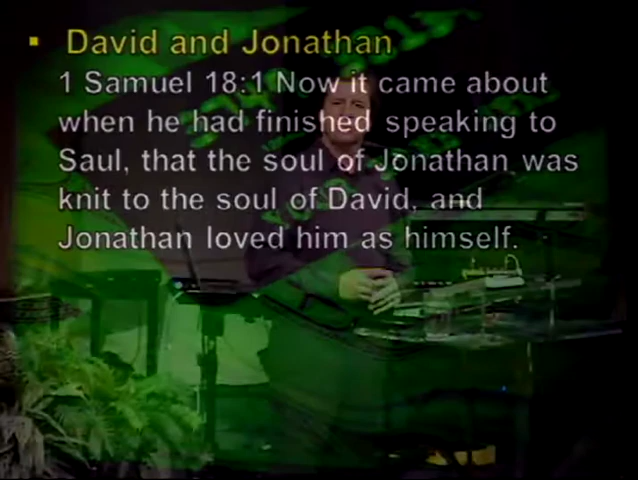 ▪ David and Jonathan
1 Samuel 18:1 Now it came about
when he had finished speaking to
Saul, that the soul of Jonathan was
knit to the soul of David, and
Jonathan loved him as himself.